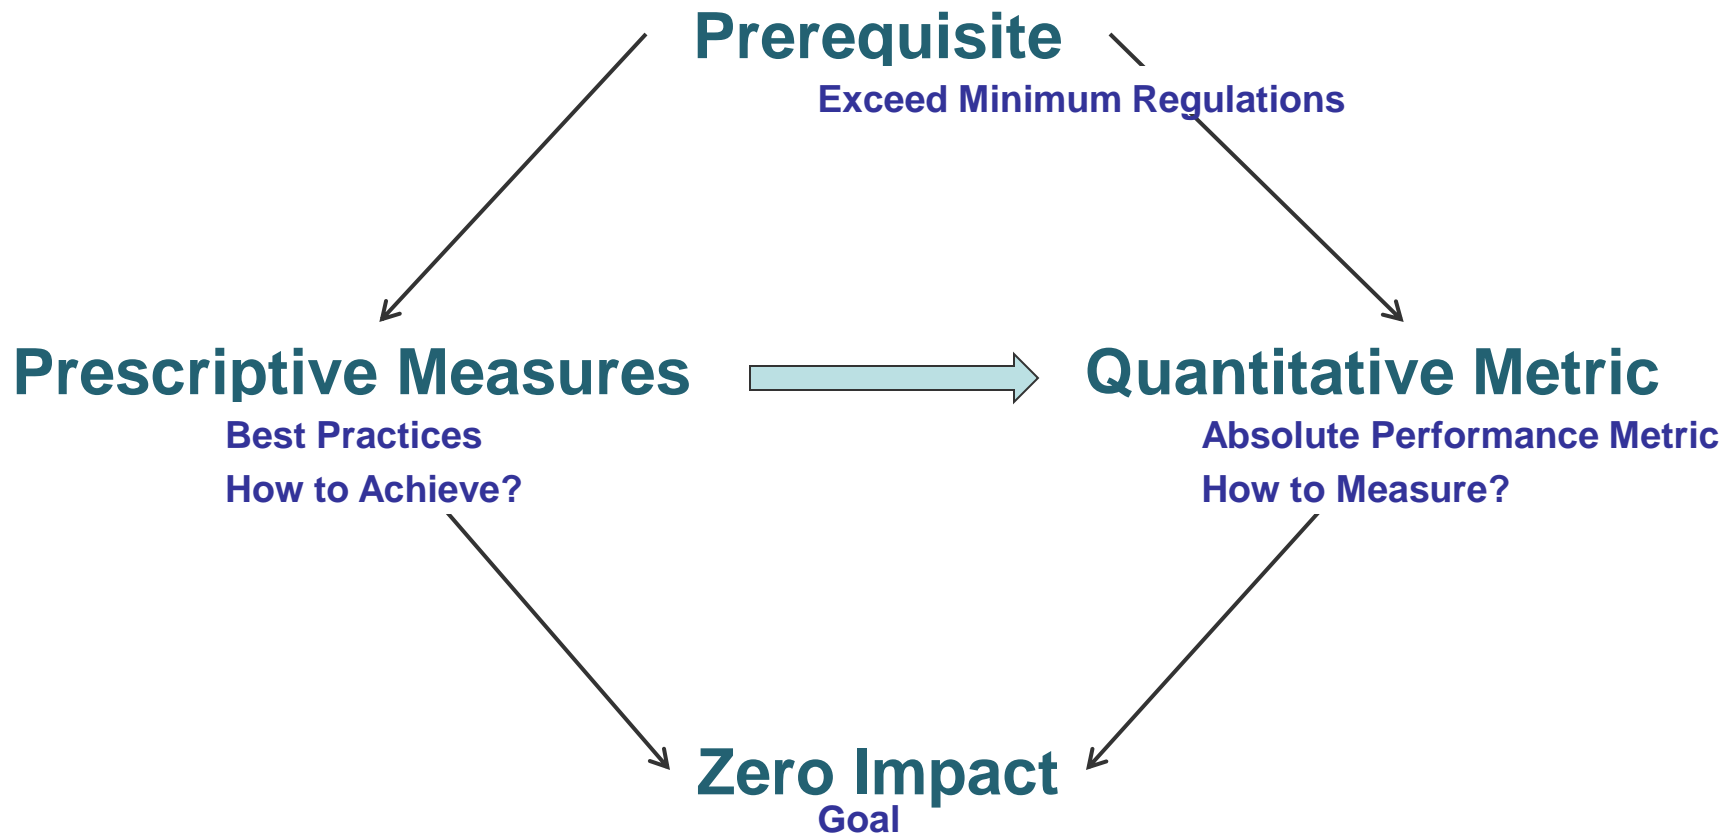 Prerequisite
Exceed Minimum Regulations
Prescriptive Measures
Best Practices
How to Achieve?
Quantitative Metric
Absolute Performance Metric
How to Measure?
Zero Impact
Goal